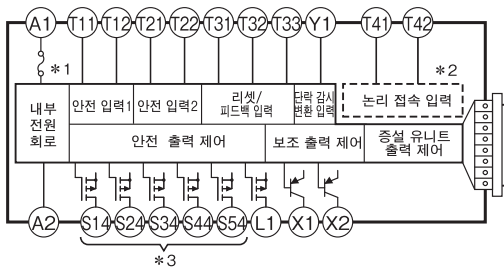 A1 T11 T12 T21 T22 T31 T32 T33 Y1 T41 T42
*1
*2
내부
전원
회로
안전 입력1
안전 입력2
리셋/
피드백 입력
단락 감시
변환 입력
논리 접속 입력
안전 출력 제어
보조 출력 제어
증설 유니트
출력 제어
A2 S14 S24 S34 S44 S54 L1 X1 X2
*3